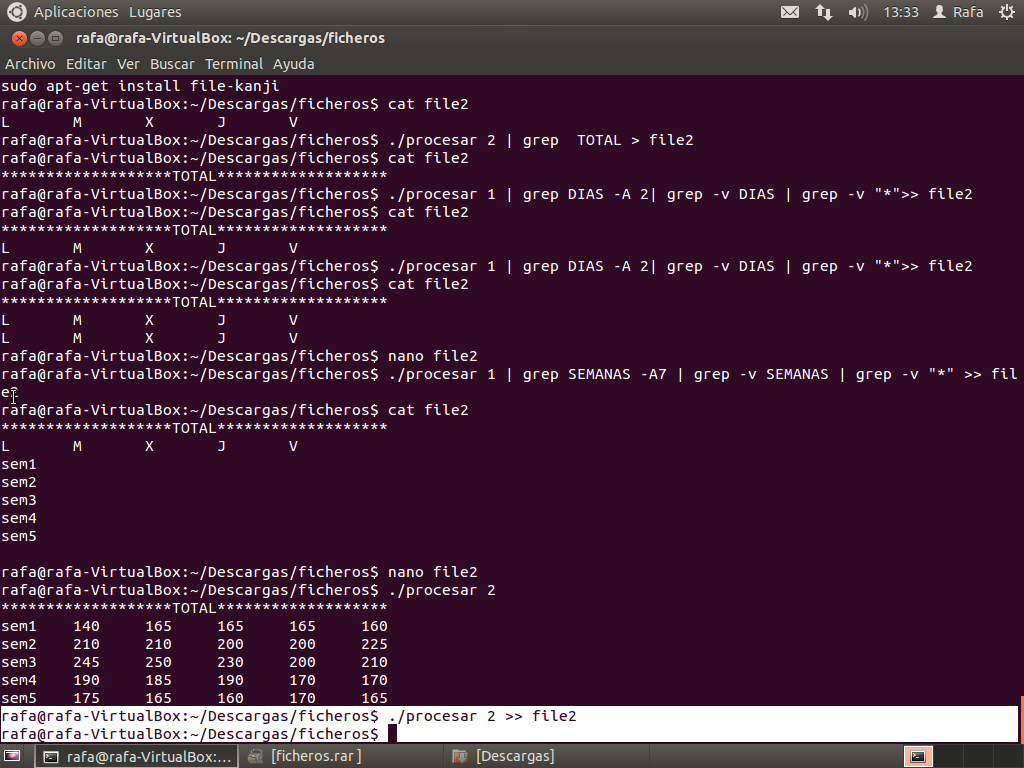 Aplicaciones Lugares 13:33 Rafa
rafa@rafa-VirtualBox: ~/Descargas/ficheros
Archivo Editar Ver Buscar Terminal Ayuda
sudo apt-get install file-kanji
rafa@rafa-VirtualBox:~/Descargas/ficheros$ cat file2
L M X J V
rafa@rafa-VirtualBox:~/Descargas/ficheros$ ./procesar 2 | grep  TOTAL > file2
rafa@rafa-VirtualBox:~/Descargas/ficheros$ cat file2
*******************TOTAL*******************
rafa@rafa-VirtualBox:~/Descargas/ficheros$ ./procesar 1 | grep DIAS -A 2| grep -v DIAS | grep -v "*">> file2
rafa@rafa-VirtualBox:~/Descargas/ficheros$ cat file2
*******************TOTAL*******************
L M X J V
rafa@rafa-VirtualBox:~/Descargas/ficheros$ ./procesar 1 | grep DIAS -A 2| grep -v DIAS | grep -v "*">> file2
rafa@rafa-VirtualBox:~/Descargas/ficheros$ cat file2
*******************TOTAL*******************
L M X J V
L M X J V
rafa@rafa-VirtualBox:~/Descargas/ficheros$ nano file2
rafa@rafa-VirtualBox:~/Descargas/ficheros$ ./procesar 1 | grep SEMANAS -A7 | grep -v SEMANAS | grep -v "*" >> fil
e2
rafa@rafa-VirtualBox:~/Descargas/ficheros$ cat file2
*******************TOTAL*******************
L M X J V
sem1
sem2
sem3
sem4
sem5
rafa@rafa-VirtualBox:~/Descargas/ficheros$ nano file2
rafa@rafa-VirtualBox:~/Descargas/ficheros$ ./procesar 2
*******************TOTAL*******************
sem1 140 165 165 165 160
sem2 210 210 200 200 225
sem3 245 250 230 200 210
sem4 190 185 190 170 170
sem5 175 165 160 170 165
rafa@rafa-VirtualBox:~/Descargas/ficheros$ ./procesar 2 >> file2
rafa@rafa-VirtualBox:~/Descargas/ficheros$
rafa@rafa-VirtualBox:... [ficheros.rar ] [Descargas]